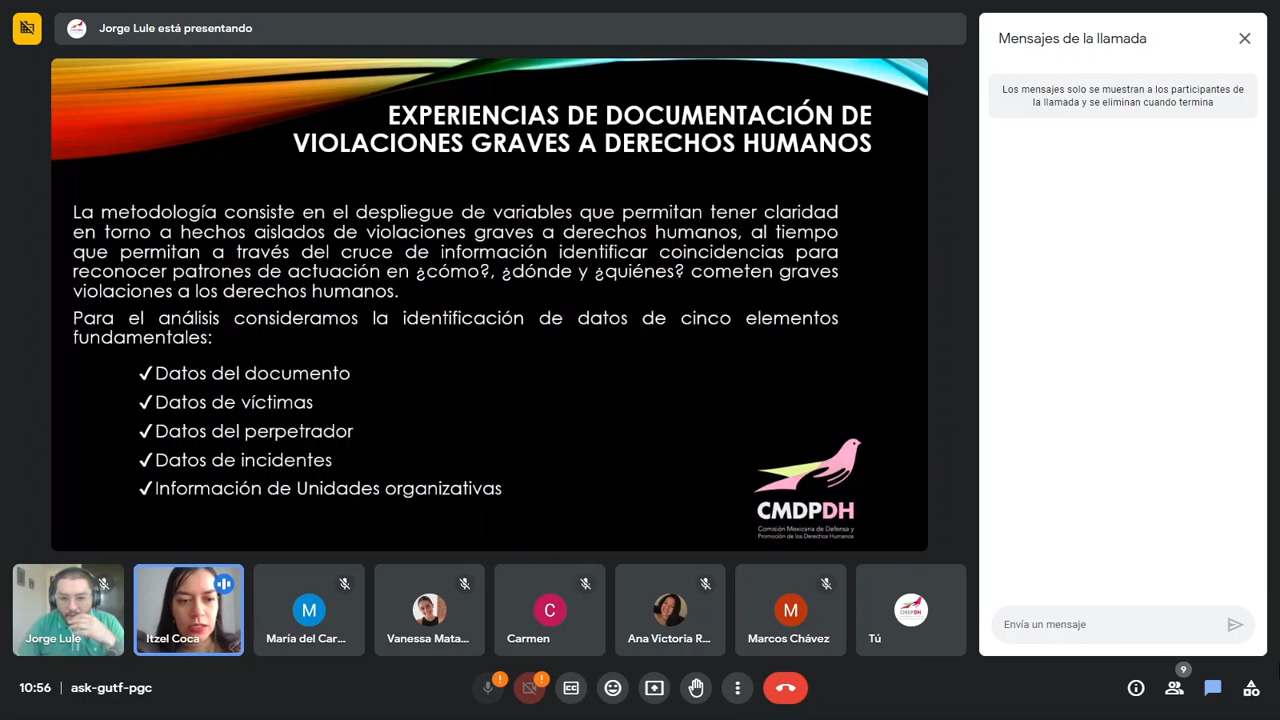 Jorge Lule está presentando
Mensajes de la llamada
Los mensajes solo se muestran a los participantes de
la llamada y se eliminan cuando termina
EXPERIENCIAS DE DOCUMENTACIÓN DE
VIOLACIONES GRAVES A DERECHOS HUMANOS
La metodología consiste en el despliegue de variables que permitan tener claridad
en torno a hechos aislados de violaciones graves a derechos humanos, al tiempo
que permitan a través del cruce de información identificar coincidencias para
reconocer patrones de actuación en ¿cómo?, ¿dónde y ¿quiénes? cometen graves
violaciones a los derechos humanos.
Para el análisis consideramos la identificación de datos de cinco elementos
fundamentales:
✓Datos del documento
✓Datos de víctimas
✓Datos del perpetrador
✓Datos de incidentes
✓Información de Unidades organizativas
CMDPDH
Comisión Mexicana de Defensa y
Promoción de los Derechos Humanos
Jorge Lule
Itzel Coca
M
María del Car...
Vanessa Mata...
C
Carmen
Ana Victoria R...
M
Marcos Chávez
CMDPDH
Tú
Envía un mensaje
10:56 | ask-gutf-pgc
9